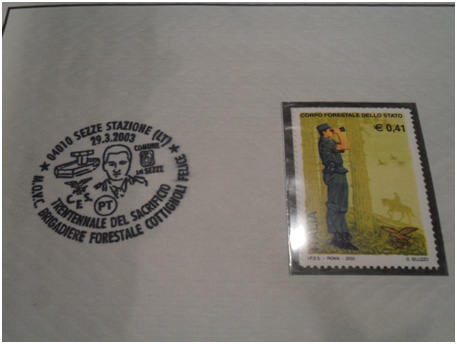 ★ 04010 SEZZE STAZIONE (LT) ★
29.3.2003
COMUNE
DI SEZZE
C.F.S.
PT
TRENTENNALE DEL SACRIFICIO
M.O.V.C. BRIGADIERE FORESTALE COTTIGNOLI FELICE
CORPO FORESTALE DELLO STATO
€ 0,41
ITALIA
I.P.Z.S. - ROMA - 2003